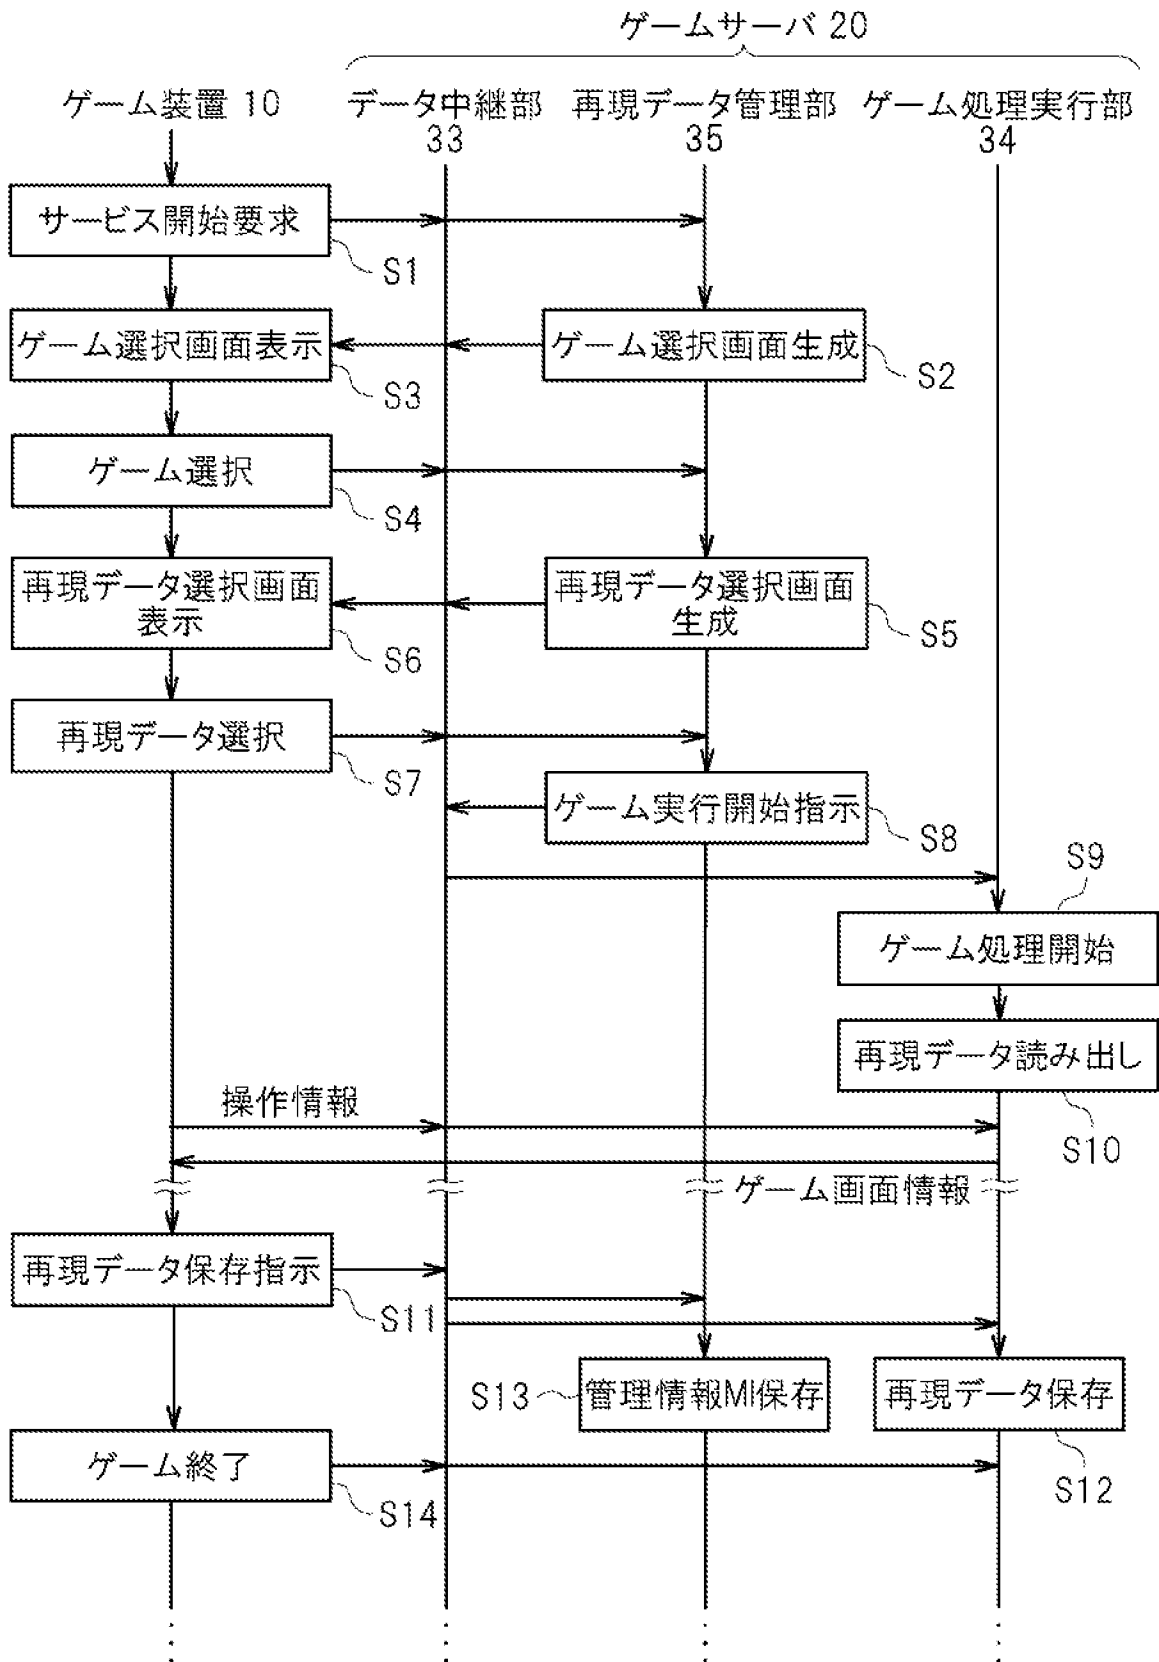 ゲームサーバ 20
ゲーム装置 10
データ中継部
33
再現データ管理部
35
ゲーム処理実行部
34
サービス開始要求
S1
ゲーム選択画面表示
S3
ゲーム選択画面生成
S2
ゲーム選択
S4
再現データ選択画面
表示
S6
再現データ選択画面
生成
S5
再現データ選択
S7
ゲーム実行開始指示
S8
S9
ゲーム処理開始
再現データ読み出し
S10
操作情報
ゲーム画面情報
再現データ保存指示
S11
S13
管理情報MI保存
再現データ保存
S12
ゲーム終了
S14